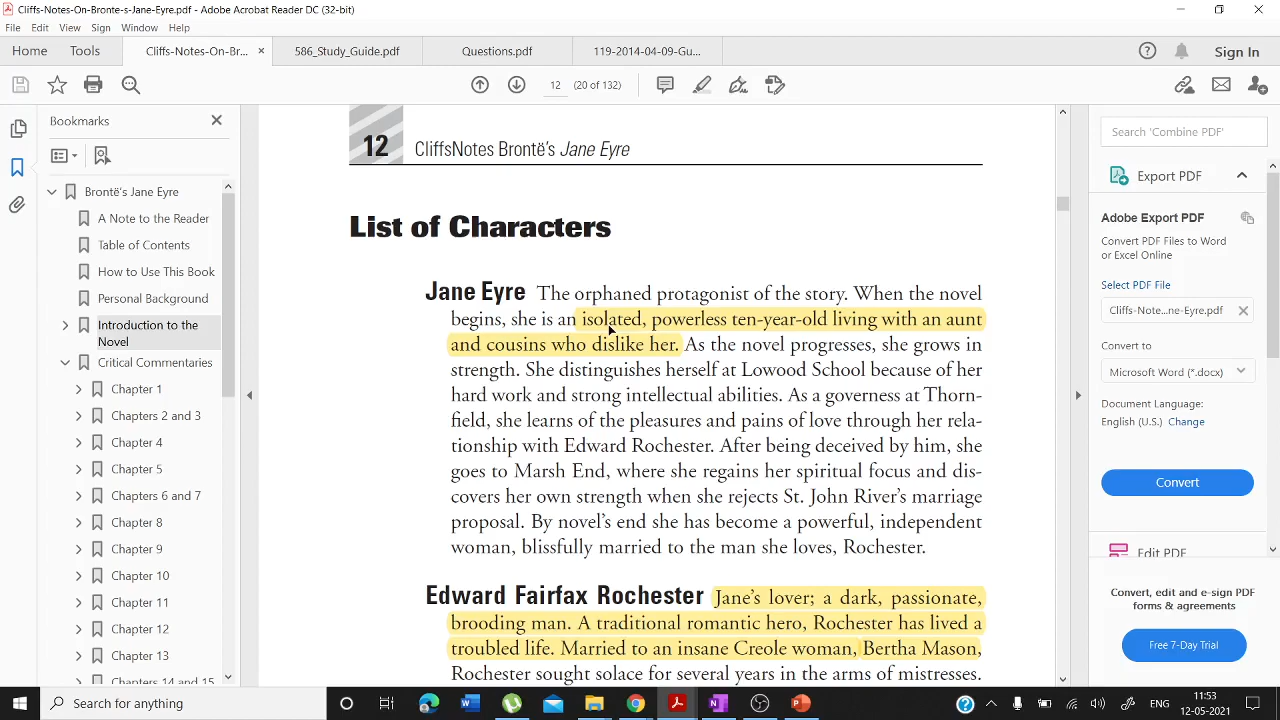 Cliffs-Notes-On-Bronte-s-Jane-Eyre.pdf - Adobe Acrobat Reader DC (32-bit)
File Edit View Sign Window Help
Home Tools Cliffs-Notes-On-Br... × 586_Study_Guide.pdf Questions.pdf 119-2014-04-09-Gu... Sign In
12 (20 of 132)
Bookmarks
Brontë's Jane Eyre
A Note to the Reader
Table of Contents
How to Use This Book
Personal Background
Introduction to the
Novel
Critical Commentaries
Chapter 1
Chapters 2 and 3
Chapter 4
Chapter 5
Chapters 6 and 7
Chapter 8
Chapter 9
Chapter 10
Chapter 11
Chapter 12
Chapter 13
Chapters 14 and 15
12 CliffsNotes Brontë's Jane Eyre
List of Characters
Jane Eyre The orphaned protagonist of the story. When the novel
begins, she is an isolated, powerless ten-year-old living with an aunt
and cousins who dislike her. As the novel progresses, she grows in
strength. She distinguishes herself at Lowood School because of her
hard work and strong intellectual abilities. As a governess at Thorn-
field, she learns of the pleasures and pains of love through her rela-
tionship with Edward Rochester. After being deceived by him, she
goes to Marsh End, where she regains her spiritual focus and dis-
covers her own strength when she rejects St. John River's marriage
proposal. By novel's end she has become a powerful, independent
woman, blissfully married to the man she loves, Rochester.
Edward Fairfax Rochester Jane's lover; a dark, passionate,
brooding man. A traditional romantic hero, Rochester has lived a
troubled life. Married to an insane Creole woman, Bertha Mason,
Rochester sought solace for several years in the arms of mistresses.
Search 'Combine PDF'
Export PDF
Adobe Export PDF
Convert PDF Files to Word
or Excel Online
Select PDF File
Cliffs-Note...ne-Eyre.pdf
Convert to
Microsoft Word (*.docx)
Document Language:
English (U.S.) Change
Convert
Edit PDF
Convert, edit and e-sign PDF
forms & agreements
Free 7-Day Trial
Search for anything
ENG
11:53
12-05-2021